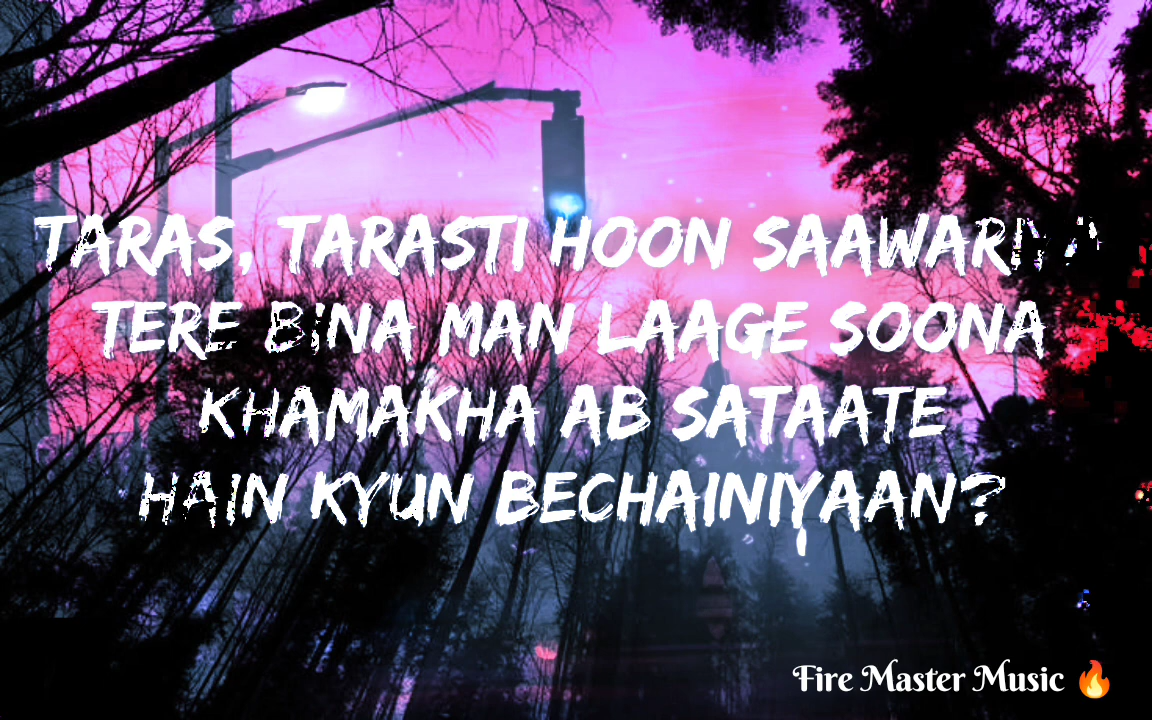 TARAS, TARASTI HOON SAAWARIYA
TERE BINA MAN LAAGE SOONA
KHAMAKHA AB SATAATE
HAIN KYUN BECHAINIYAAN?
Fire Master Music 🔥